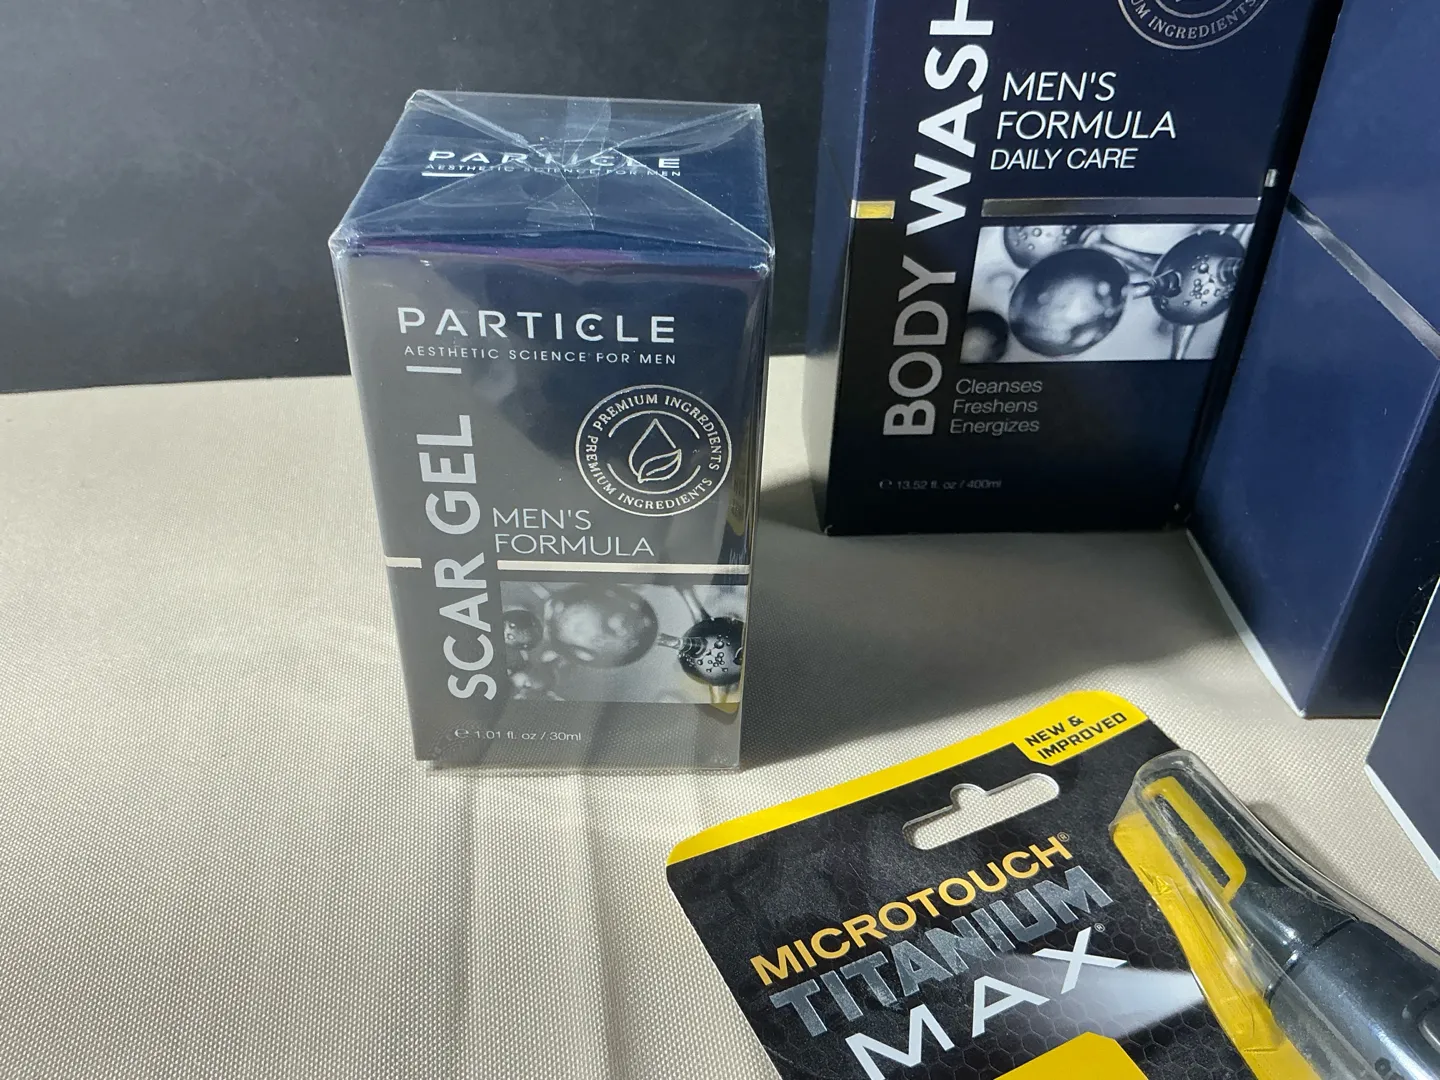 PARTICLE
AESTHETIC SCIENCE FOR MEN
PARTICLE
AESTHETIC SCIENCE FOR MEN
SCAR GEL
PREMIUM INGREDIENTS
PREMIUM INGREDIENTS
MEN'S
FORMULA
℮ 1.01 fl. oz / 30ml
UM INGREDIENTS
BODY WASH
MEN'S
FORMULA
DAILY CARE
Cleanses
Freshens
Energizes
℮ 13.52 fl. oz / 400ml
NEW &
IMPROVED
MICROTOUCH®
TITANIUM
MAX®